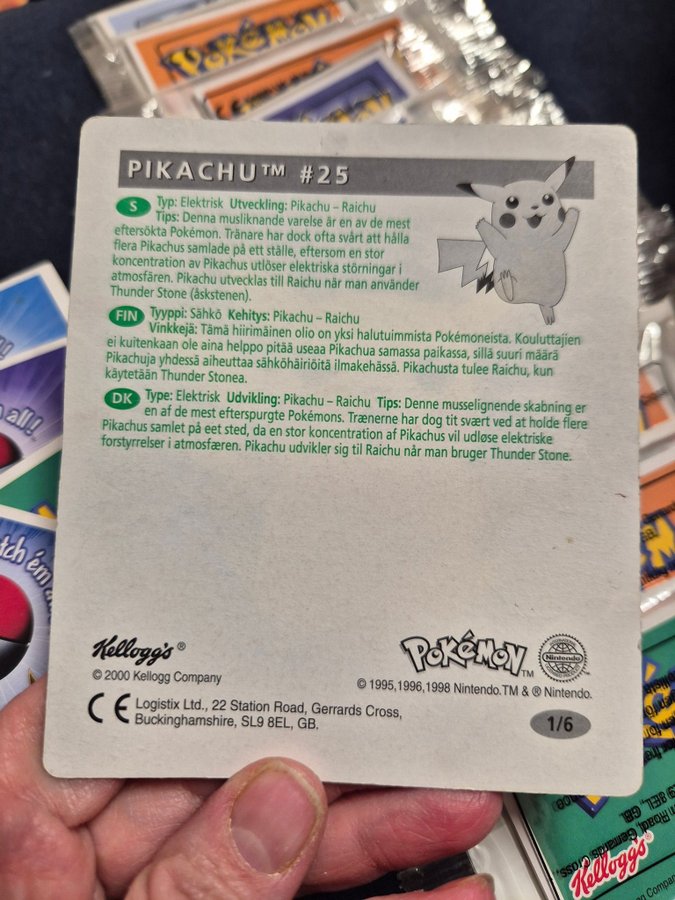 POKÉMON
POKÉMON
PIKACHU™ #25
S Typ: Elektrisk Utveckling: Pikachu – Raichu
Tips: Denna musliknande varelse är en av de mest
eftersökta Pokémon. Tränare har dock ofta svårt att hålla
flera Pikachus samlade på ett ställe, eftersom en stor
koncentration av Pikachus utlöser elektriska störningar i
atmosfären. Pikachu utvecklas till Raichu når man använder
Thunder Stone (åskstenen).
FIN Tyyppi: Sähkö Kehitys: Pikachu – Raichu
Vinkkejä: Tämä hiirimäinen olio on yksi halutuimmista Pokémoneista. Kouluttajien
ei kuitenkaan ole aina helppo pitää useaa Pikachua samassa paikassa, sillä suuri määrä
Pikachuja yhdessä aiheuttaa sähköhäiriöitä ilmakehässä. Pikachusta tulee Raichu, kun
käytetään Thunder Stonea.
DK Type: Elektrisk Udvikling: Pikachu – Raichu Tips: Denne musselignende skabning er
en af de mest efterspurgte Pokémons. Trænerne har dog tit svært ved at holde flere
Pikachus samlet på eet sted, da en stor koncentration af Pikachus vil udløse elektriske
forstyrrelser i atmosfæren. Pikachu udvikler sig til Raichu når man bruger Thunder Stone.
all!
tch 'em a
Kellogg's®
© 2000 Kellogg Company
POKÉMON™
Nintendo
© 1995,1996,1998 Nintendo.TM & ® Nintendo.
CE Logistix Ltd., 22 Station Road, Gerrards Cross,
Buckinghamshire, SL9 8EL, GB.
1/6
Kellogg's®